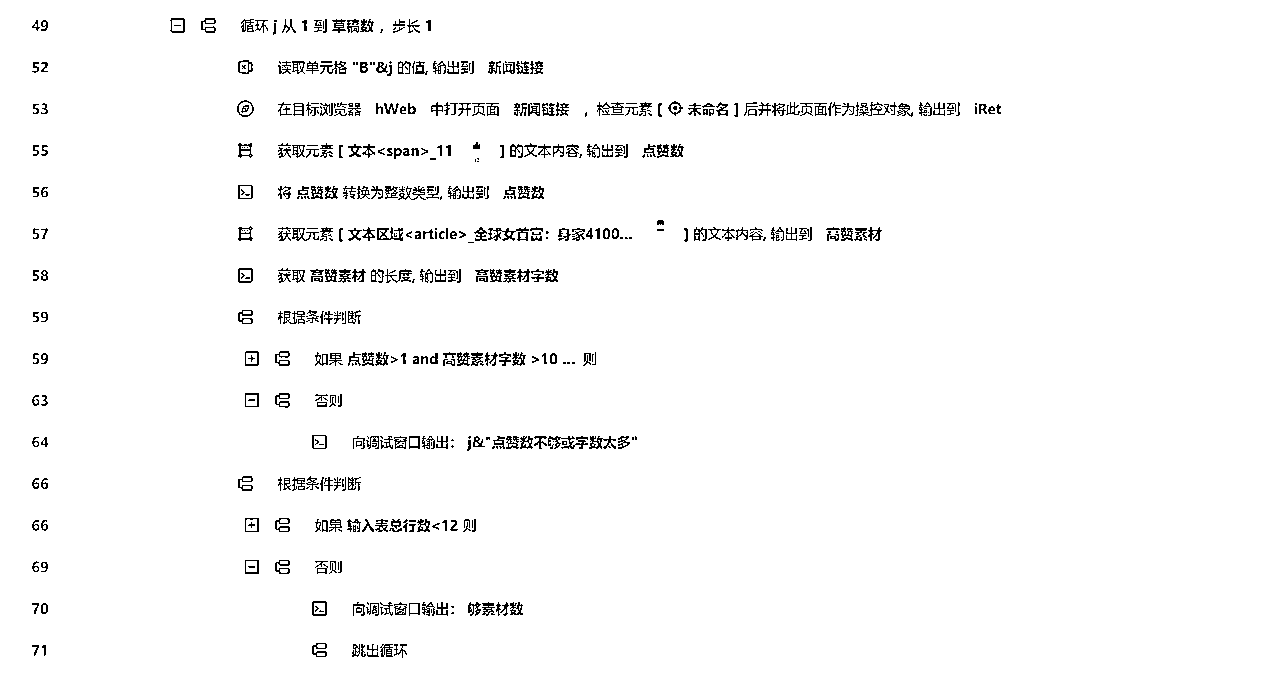 49 循环 j 从 1 到 草稿数 ，步长 1
52 读取单元格 "B"&j 的值, 输出到 新闻链接
53 在目标浏览器 hWeb 中打开页面 新闻链接 ，检查元素 [ 未命名 ] 后并将此页面作为操控对象, 输出到 iRet
55 获取元素 [ 文本<span>_11 ] 的文本内容, 输出到 点赞数
56 将 点赞数 转换为整数类型, 输出到 点赞数
57 获取元素 [ 文本区域<article>_全球女首富：身家4100... ] 的文本内容, 输出到 高赞素材
58 获取 高赞素材 的长度, 输出到 高赞素材字数
59 根据条件判断
59 如果 点赞数>1 and 高赞素材字数 >10 ... 则
63 否则
64 向调试窗口输出： j&"点赞数不够或字数太多"
66 根据条件判断
66 如果 输入表总行数<12 则
69 否则
70 向调试窗口输出： 够素材数
71 跳出循环